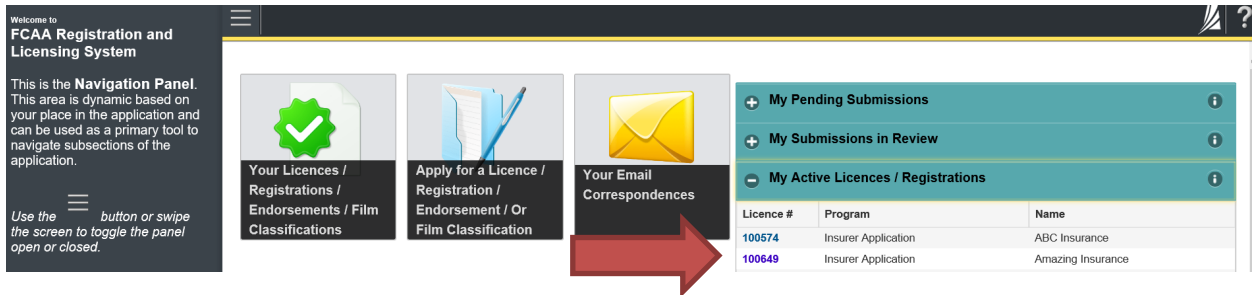 Welcome to
FCAA Registration and
Licensing System
This is the Navigation Panel.
This area is dynamic based on
your place in the application and
can be used as a primary tool to
navigate subsections of the
application.
Use the button or swipe
the screen to toggle the panel
open or closed.
?
Your Licences /
Registrations /
Endorsements / Film
Classifications
Apply for a Licence /
Registration /
Endorsement / Or
Film Classification
Your Email
Correspondences
My Pending Submissions
My Submissions in Review
My Active Licences / Registrations
Licence # Program Name
100574 Insurer Application ABC Insurance
100649 Insurer Application Amazing Insurance